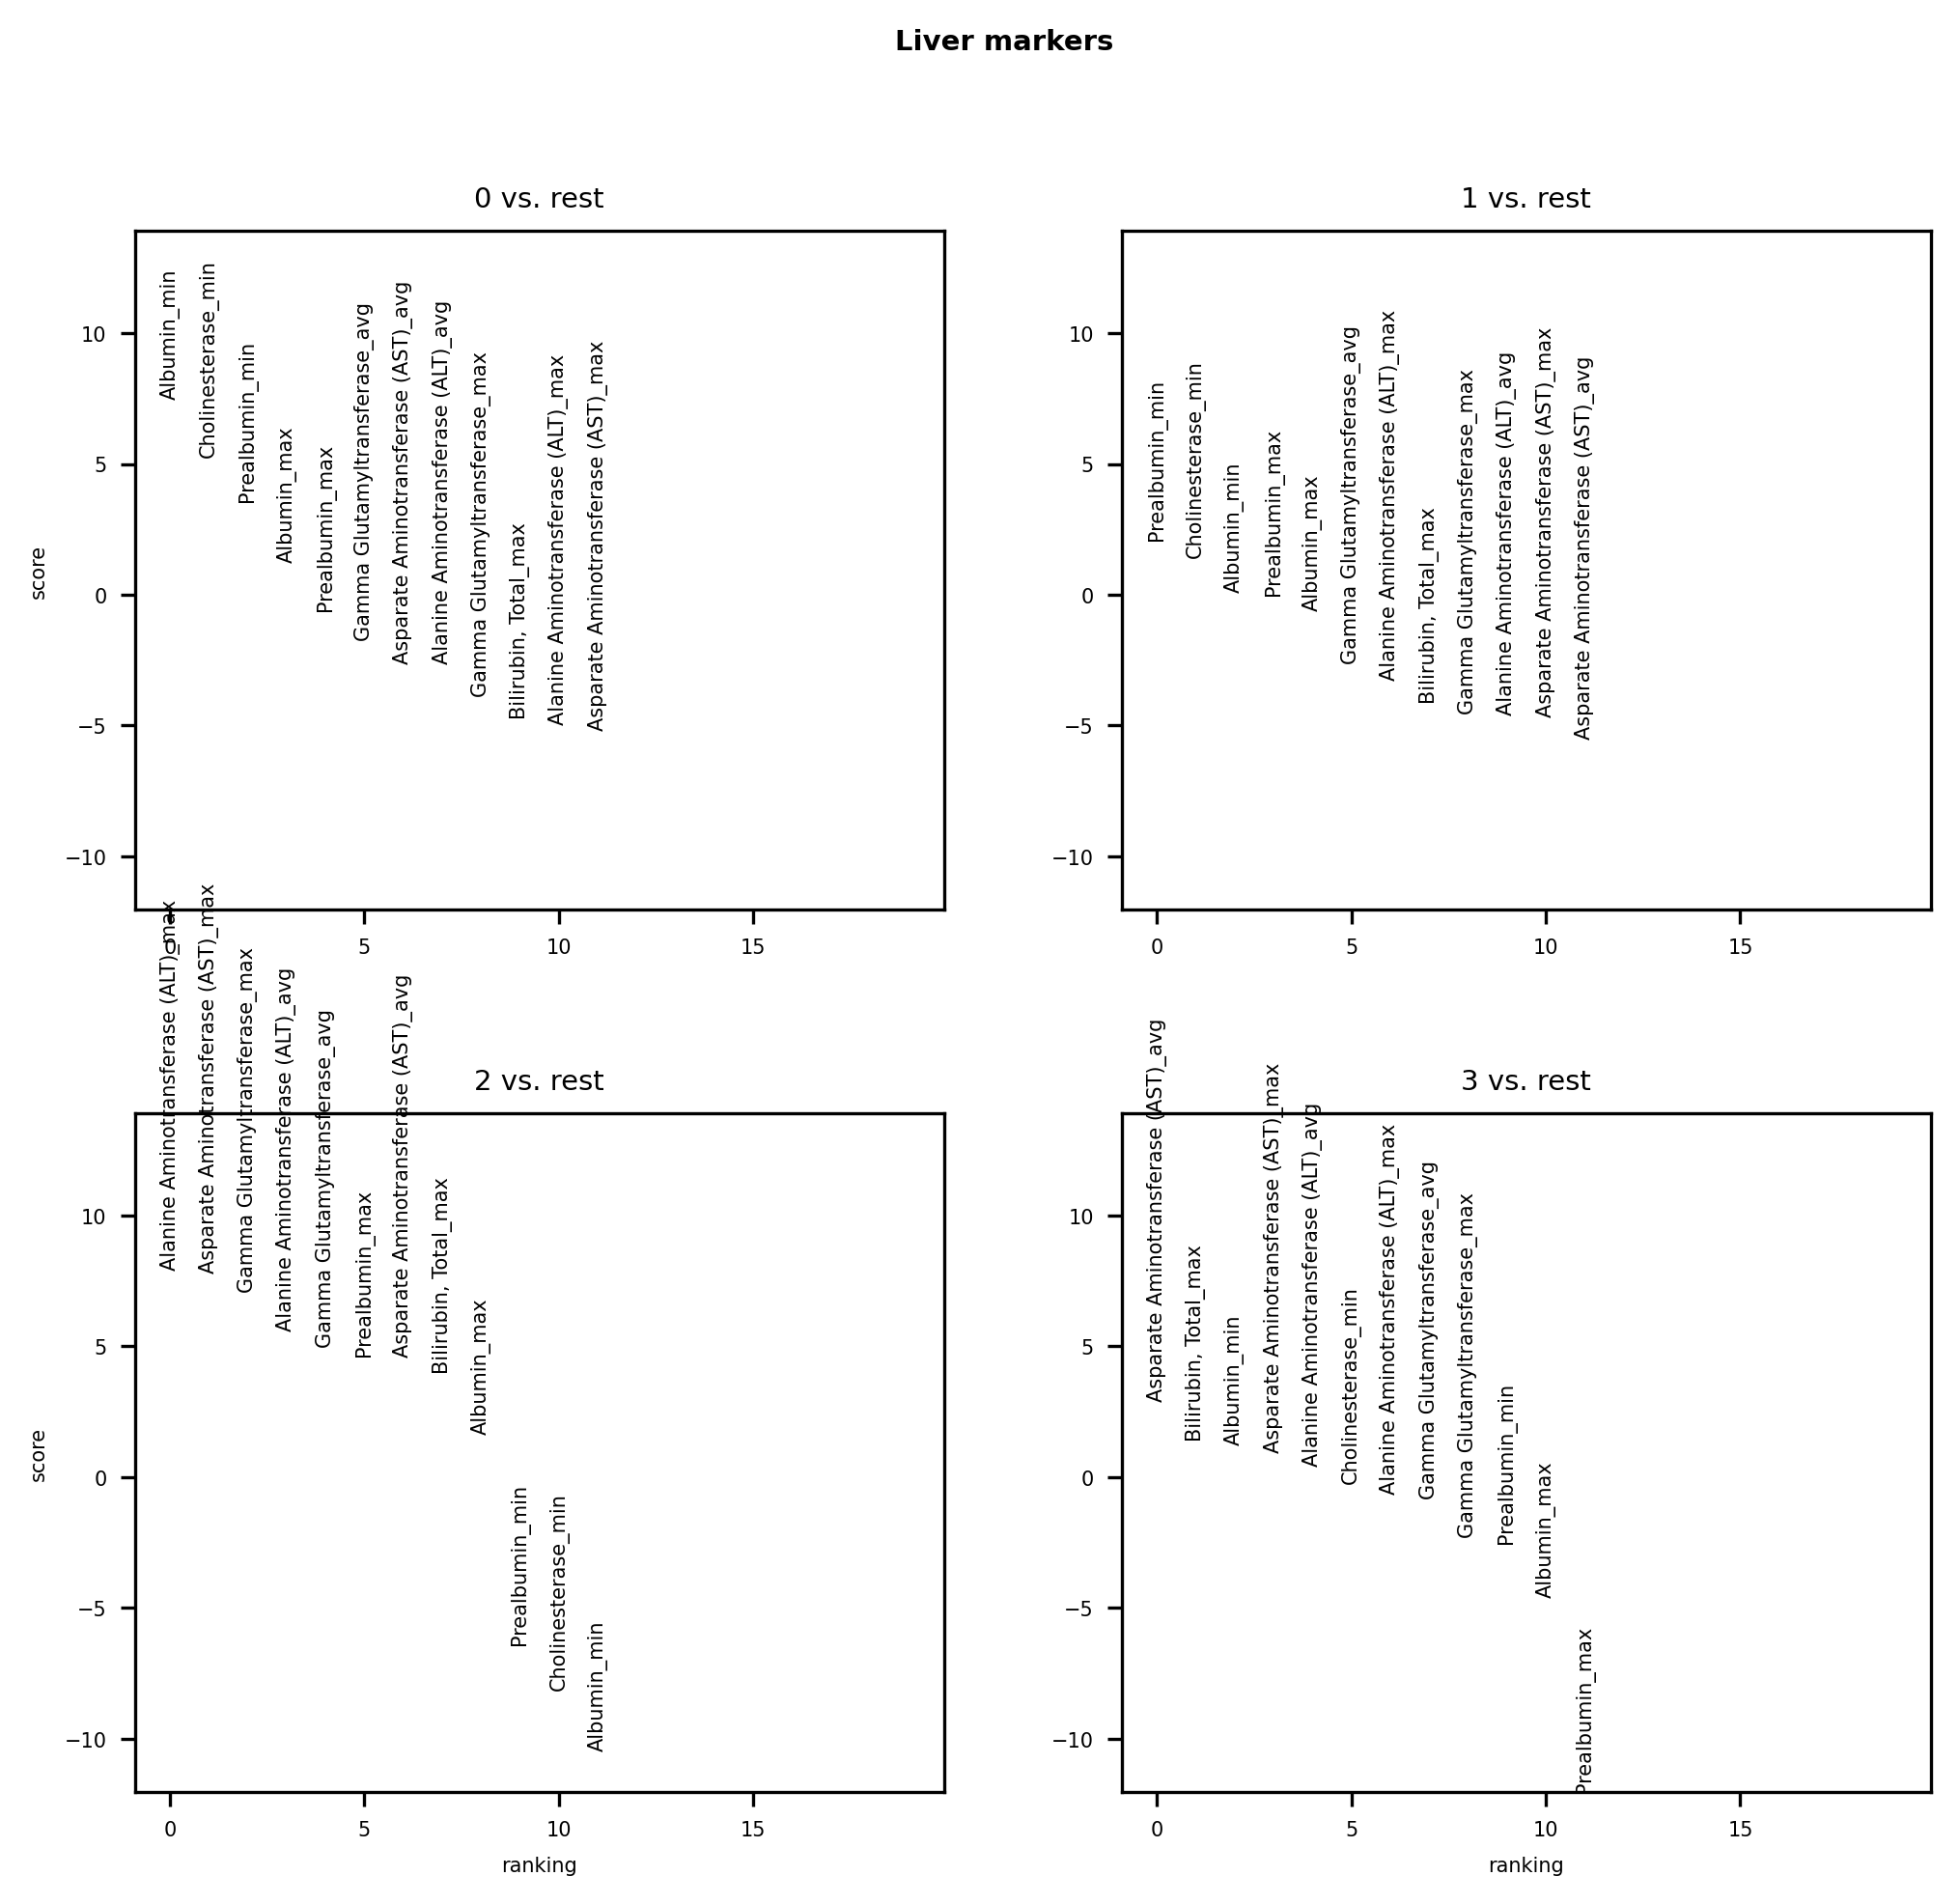 Liver markers
0 vs. rest
score
10
5
0
−5
−10
Albumin_min
Cholinesterase_min
Prealbumin_min
Albumin_max
Prealbumin_max
Gamma Glutamyltransferase_avg
Asparate Aminotransferase (AST)_avg
Alanine Aminotransferase (ALT)_avg
Gamma Glutamyltransferase_max
Bilirubin, Total_max
Alanine Aminotransferase (ALT)_max
Asparate Aminotransferase (AST)_max
0
5
10
15
1 vs. rest
10
5
0
−5
−10
Prealbumin_min
Cholinesterase_min
Albumin_min
Prealbumin_max
Albumin_max
Gamma Glutamyltransferase_avg
Alanine Aminotransferase (ALT)_max
Bilirubin, Total_max
Gamma Glutamyltransferase_max
Alanine Aminotransferase (ALT)_avg
Asparate Aminotransferase (AST)_max
Asparate Aminotransferase (AST)_avg
0
5
10
15
2 vs. rest
score
10
5
0
−5
−10
Alanine Aminotransferase (ALT)_max
Asparate Aminotransferase (AST)_max
Gamma Glutamyltransferase_max
Alanine Aminotransferase (ALT)_avg
Gamma Glutamyltransferase_avg
Prealbumin_max
Asparate Aminotransferase (AST)_avg
Bilirubin, Total_max
Albumin_max
Prealbumin_min
Cholinesterase_min
Albumin_min
0
5
10
15
ranking
3 vs. rest
10
5
0
−5
−10
Asparate Aminotransferase (AST)_avg
Bilirubin, Total_max
Albumin_min
Asparate Aminotransferase (AST)_max
Alanine Aminotransferase (ALT)_avg
Cholinesterase_min
Alanine Aminotransferase (ALT)_max
Gamma Glutamyltransferase_avg
Gamma Glutamyltransferase_max
Prealbumin_min
Albumin_max
Prealbumin_max
0
5
10
15
ranking